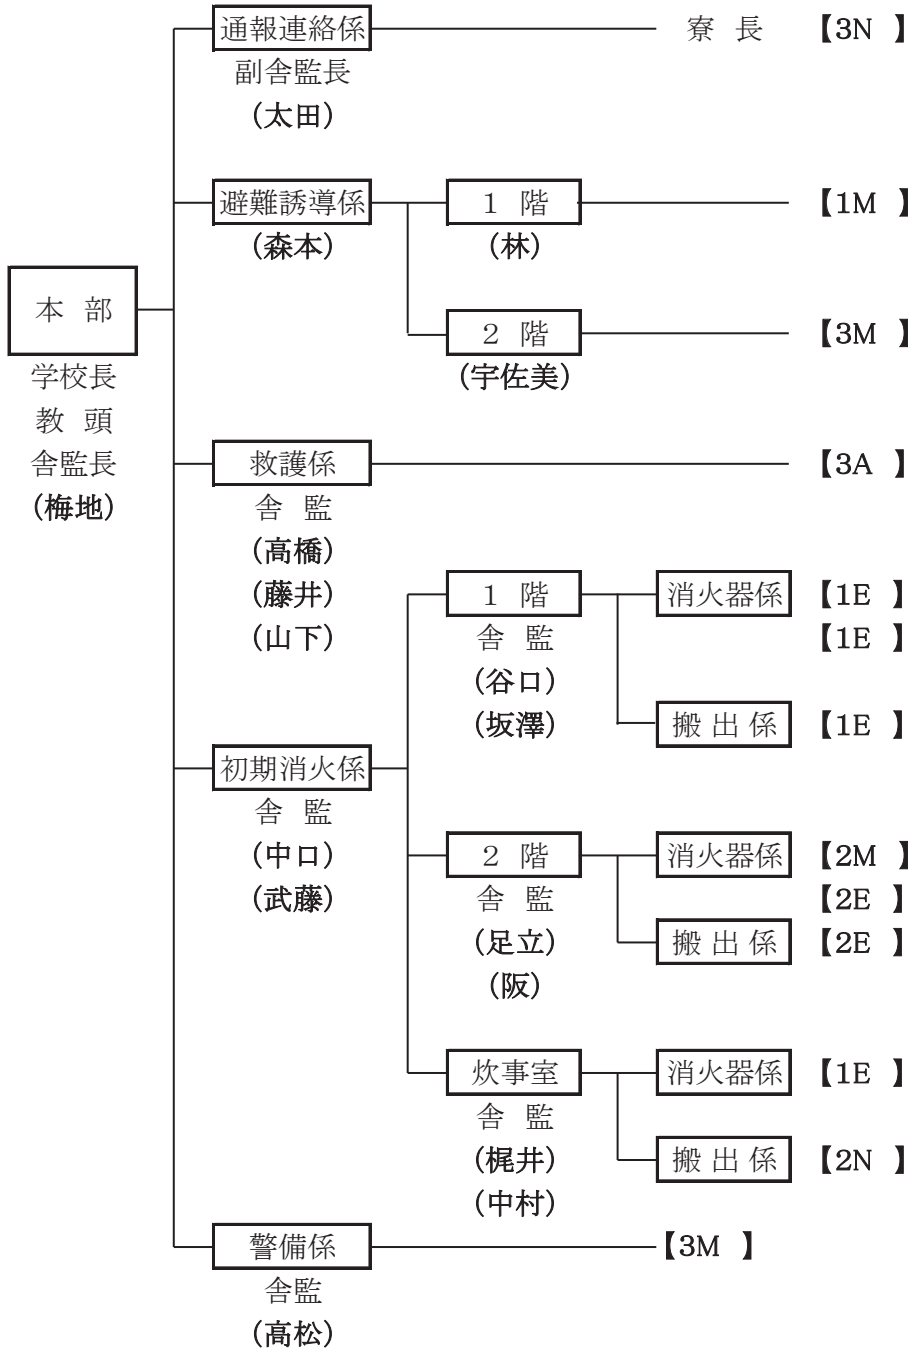 通報連絡係 寮 長 【3N 】
副舎監長
(太田)
避難誘導係 1 階 【1M 】
(森本) (林)
本 部 2 階 【3M 】
(宇佐美)
学校長
教 頭
舎監長
(梅地)
救護係 【3A 】
舎 監
(高橋)
(藤井)
(山下)
1 階 消火器係 【1E 】
舎 監 【1E 】
(谷口)
(坂澤) 搬 出 係 【1E 】
初期消火係
舎 監
(中口)
(武藤)
2 階 消火器係 【2M 】
舎 監 【2E 】
(足立) 搬 出 係 【2E 】
(阪)
炊事室 消火器係 【1E 】
舎 監
(梶井) 搬 出 係 【2N 】
(中村)
警備係 【3M 】
舎監
(高松)